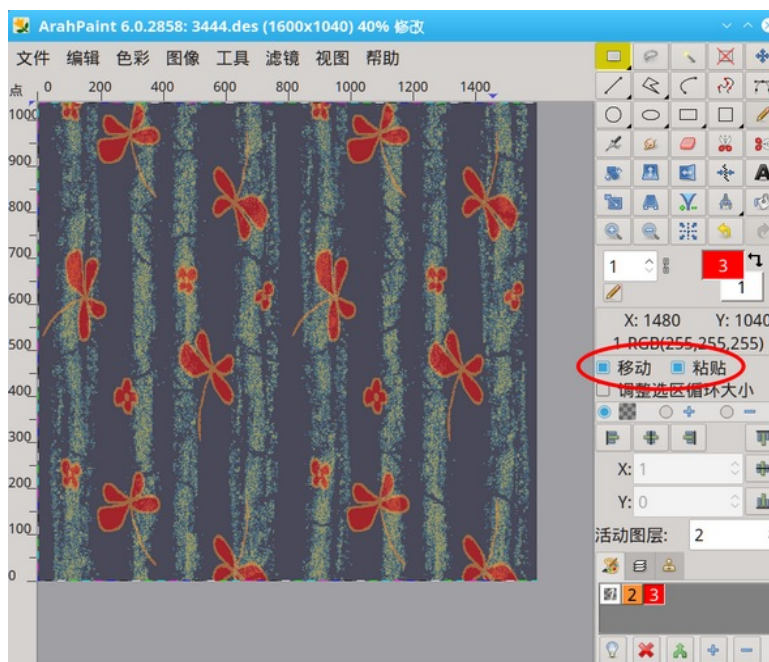 ArahPaint 6.0.2858: 3444.des (1600x1040) 40% 修改
文件 编辑 色彩 图像 工具 滤镜 视图 帮助
点 0 200 400 600 800 1000 1200 1400
1000
900
800
700
600
500
400
300
200
100
0
1
3
1
X: 1480 Y: 1040
1 RGB(255,255,255)
移动 粘贴
调整选区循环大小
X: 1
Y: 0
活动图层: 2
2 3